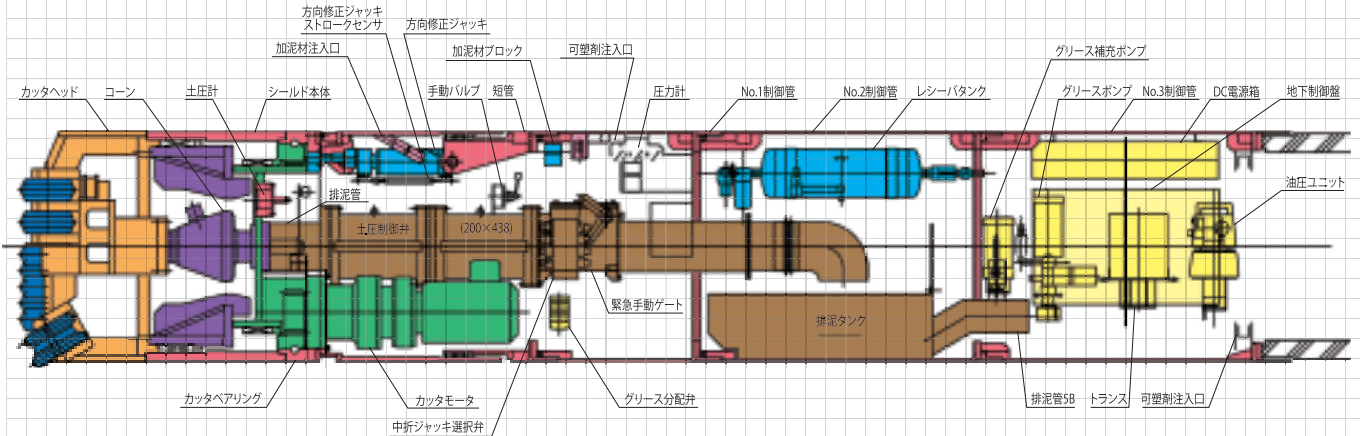 方向修正ジャッキ
ストロークセンサ
方向修正ジャッキ
加泥材注入口
加泥材ブロック
可塑剤注入口
グリース補充ポンプ
カッタヘッド
コーン
土圧計
シールド本体
手動バルブ
短管
圧力計
No.1制御管
No.2制御管
レシーバタンク
グリースポンプ
No.3制御管
DC電源箱
地下制御盤
排泥管
油圧ユニット
土圧制御弁
(200×438)
緊急手動ゲート
排泥タンク
カッタベアリング
カッタモータ
グリース分配弁
排泥管5B
トランス
可塑剤注入口
中折ジャッキ選択弁